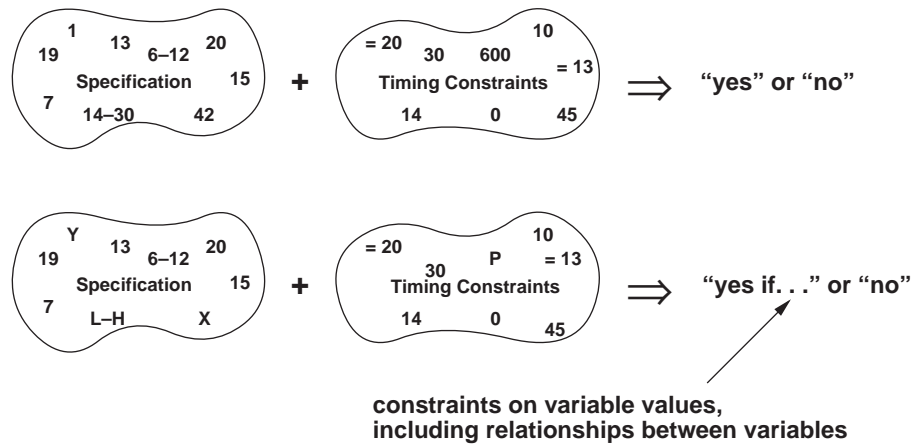 1
13
20
19
6–12
Specification
15
7
14–30
42
+
10
= 20
30
600
= 13
Timing Constraints
14
0
45
⇒
“yes” or “no”
Y
13
20
19
6–12
Specification
15
7
L–H
X
+
10
= 20
P
= 13
30
Timing Constraints
14
0
45
⇒
“yes if. . .” or “no”
constraints on variable values,
including relationships between variables